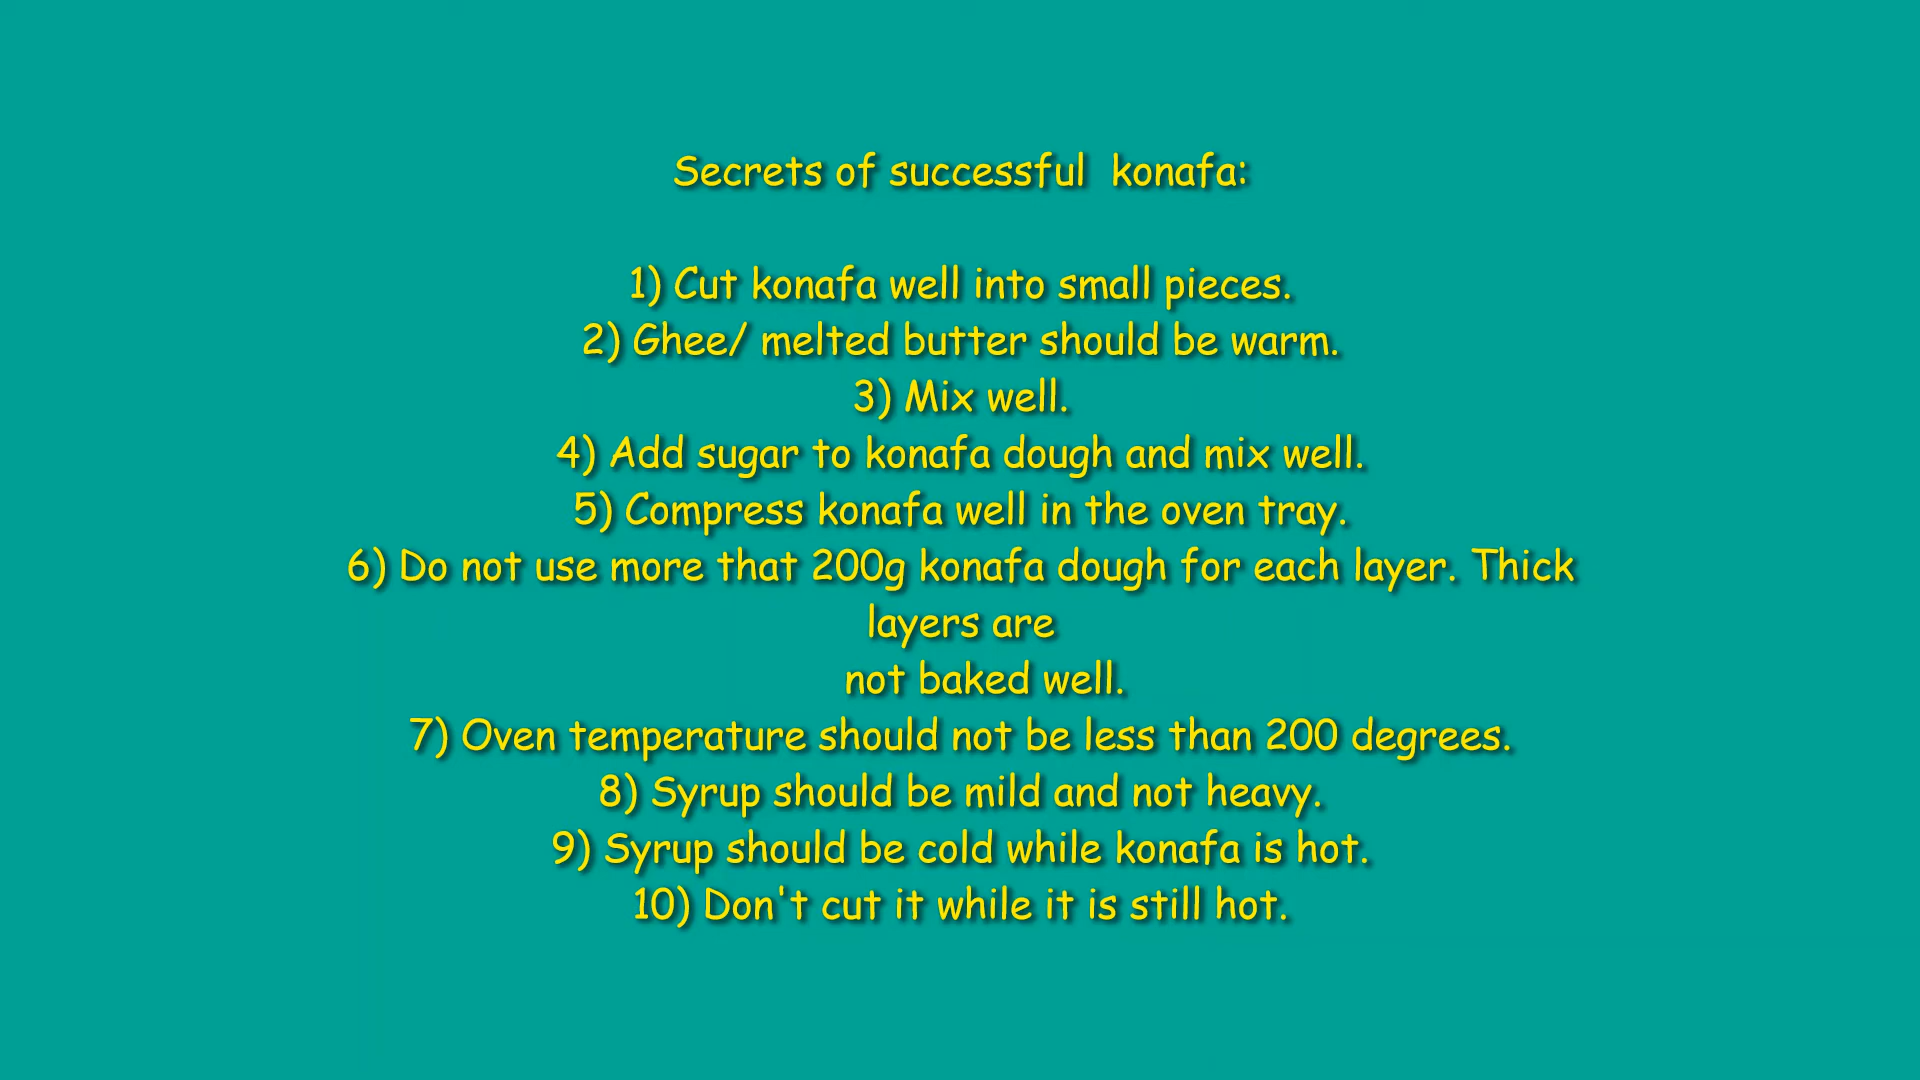 Secrets of successful  konafa:
1) Cut konafa well into small pieces.
2) Ghee/ melted butter should be warm.
3) Mix well.
4) Add sugar to konafa dough and mix well.
5) Compress konafa well in the oven tray.
6) Do not use more that 200g konafa dough for each layer. Thick
layers are
not baked well.
7) Oven temperature should not be less than 200 degrees.
8) Syrup should be mild and not heavy.
9) Syrup should be cold while konafa is hot.
10) Don't cut it while it is still hot.